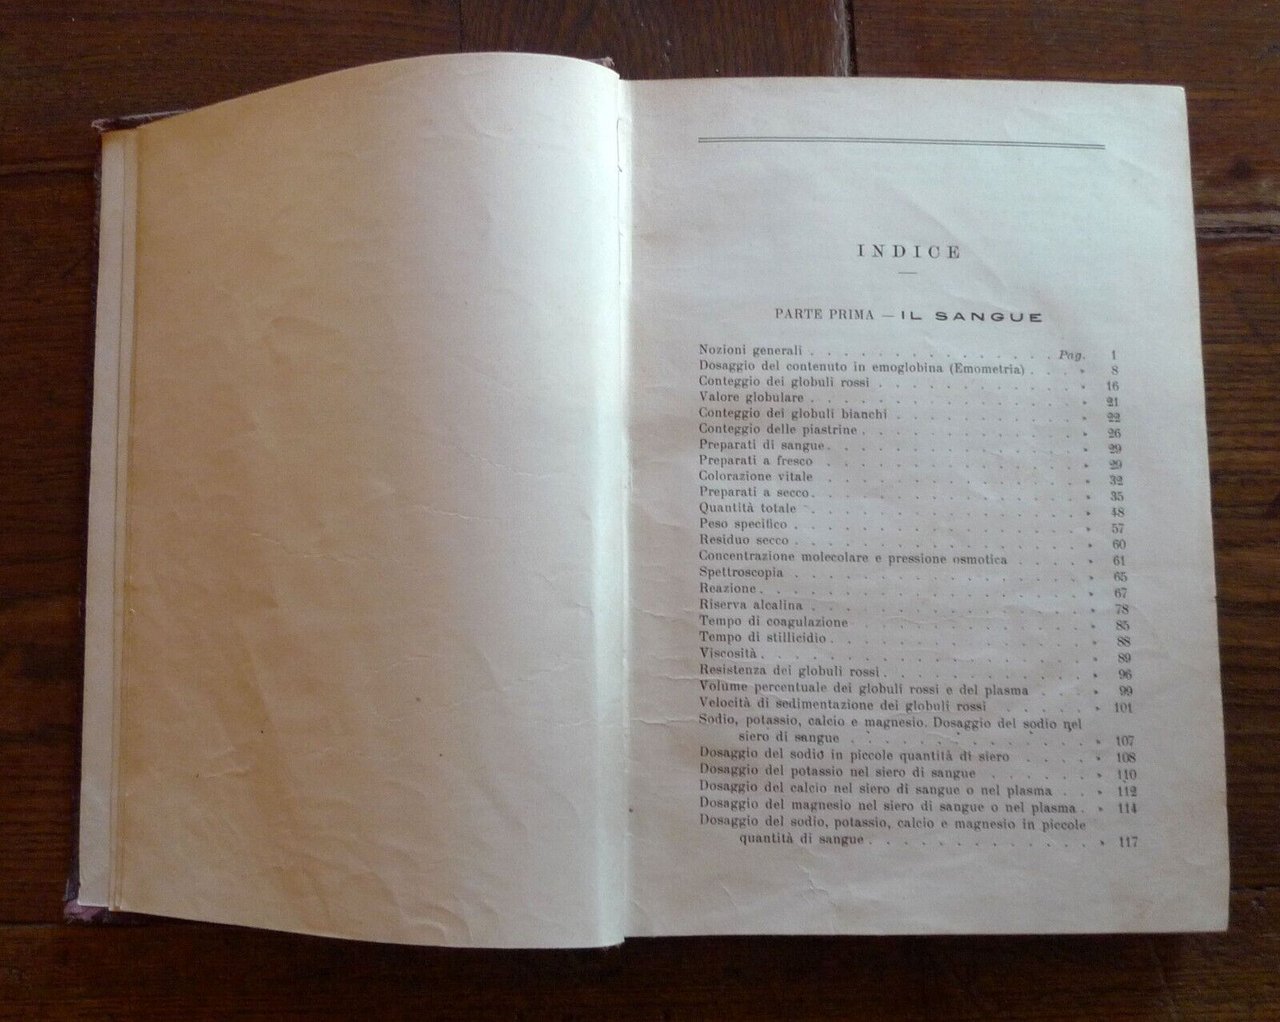 INDICE
PARTE PRIMA — IL SANGUE
Nozioni generali . . . . . . . . . . . . . . . Pag. 1
Dosaggio del contenuto in emoglobina (Emometria) . . . » 8
Conteggio dei globuli rossi . . . . . . . . . . . . » 16
Valore globulare . . . . . . . . . . . . . . . . » 21
Conteggio dei globuli bianchi . . . . . . . . . . . » 22
Conteggio delle piastrine . . . . . . . . . . . . . » 26
Preparati di sangue . . . . . . . . . . . . . . . » 29
Preparati a fresco . . . . . . . . . . . . . . . » 29
Colorazione vitale . . . . . . . . . . . . . . . » 32
Preparati a secco . . . . . . . . . . . . . . . . » 35
Quantità totale . . . . . . . . . . . . . . . . » 48
Peso specifico . . . . . . . . . . . . . . . . . » 57
Residuo secco . . . . . . . . . . . . . . . . . » 60
Concentrazione molecolare e pressione osmotica . . . . » 61
Spettroscopia . . . . . . . . . . . . . . . . . » 65
Reazione . . . . . . . . . . . . . . . . . . . » 67
Riserva alcalina . . . . . . . . . . . . . . . . » 78
Tempo di coagulazione . . . . . . . . . . . . . » 85
Tempo di stillicidio . . . . . . . . . . . . . . . » 88
Viscosità . . . . . . . . . . . . . . . . . . . » 89
Resistenza dei globuli rossi . . . . . . . . . . . . » 96
Volume percentuale dei globuli rossi e del plasma . . . » 99
Velocità di sedimentazione dei globuli rossi . . . . . » 101
Sodio, potassio, calcio e magnesio. Dosaggio del sodio nel
siero di sangue . . . . . . . . . . . . . . . » 107
Dosaggio del sodio in piccole quantità di siero . . . . » 108
Dosaggio del potassio nel siero di sangue . . . . . . » 110
Dosaggio del calcio nel siero di sangue o nel plasma . . » 112
Dosaggio del magnesio nel siero di sangue o nel plasma . » 114
Dosaggio del sodio, potassio, calcio e magnesio in piccole
quantità di sangue . . . . . . . . . . . . . . » 117